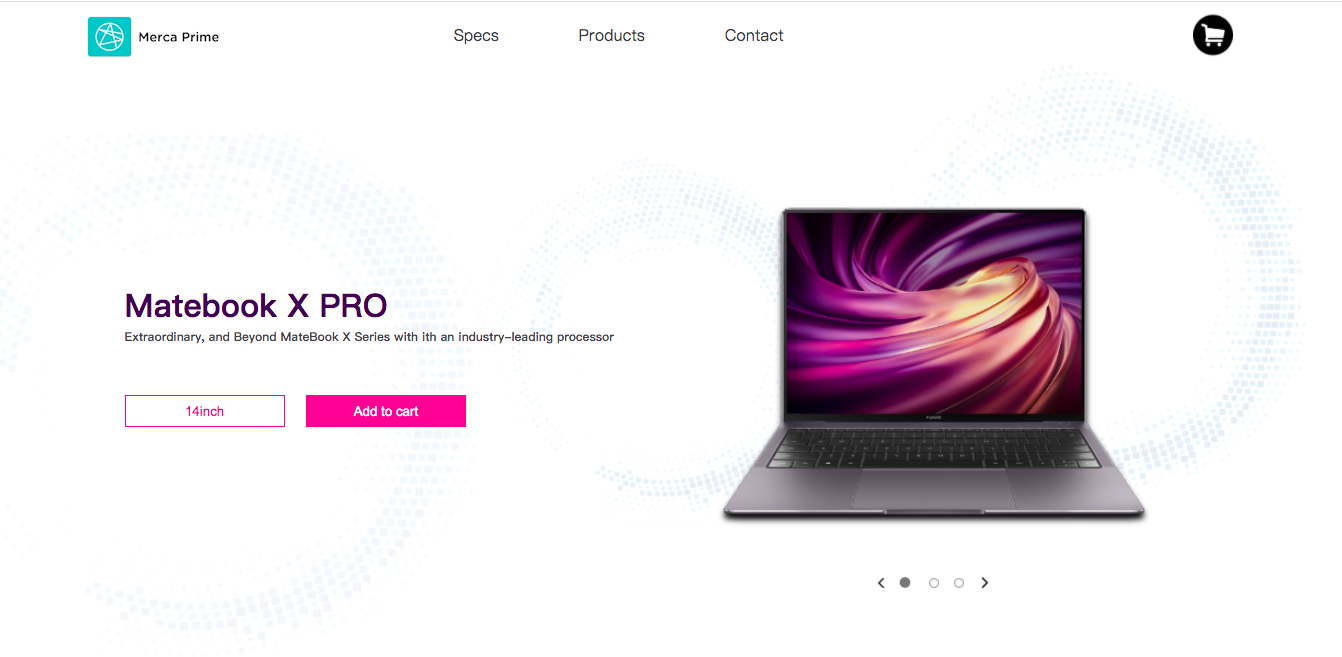 Merca Prime
Specs
Products
Contact
Matebook X PRO
Extraordinary, and Beyond MateBook X Series with ith an industry-leading processor
14inch
Add to cart